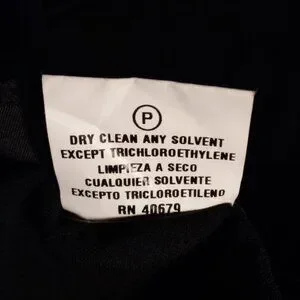 P
DRY CLEAN ANY SOLVENT
EXCEPT TRICHLOROETHYLENE
LIMPIEZA A SECO
CUALQUIER SOLVENTE
EXCEPTO TRICLOROETILENO
RN 40679